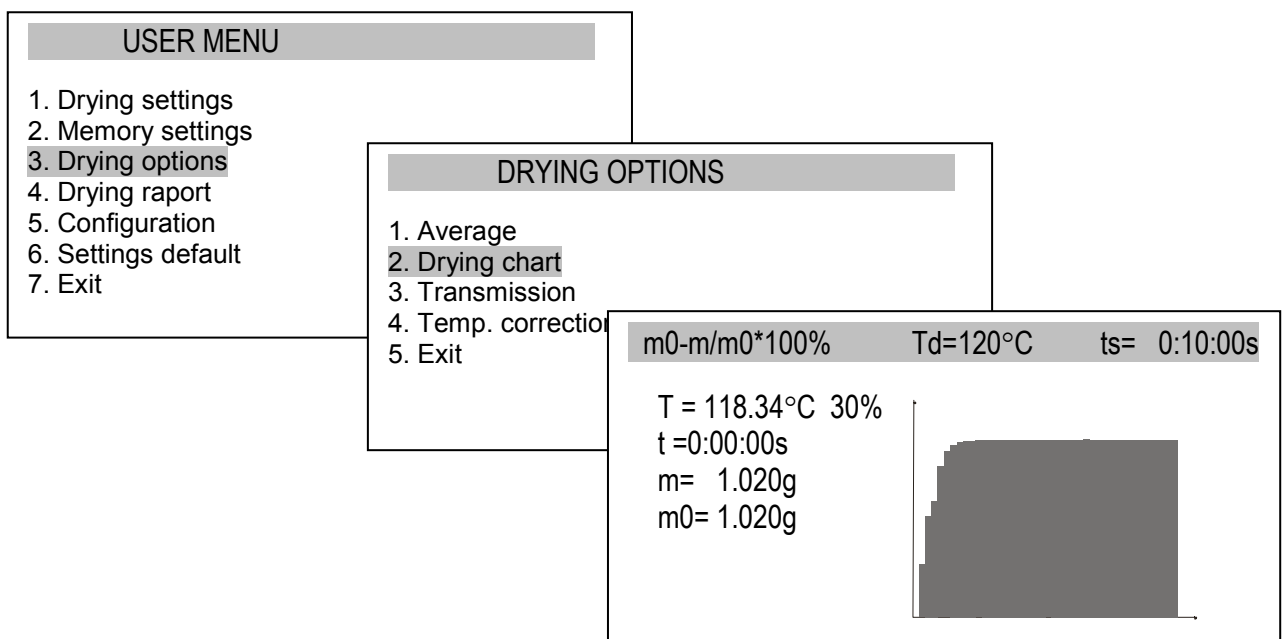 USER MENU
1. Drying settings
2. Memory settings
3. Drying options
4. Drying raport
5. Configuration
6. Settings default
7. Exit
DRYING OPTIONS
1. Average
2. Drying chart
3. Transmission
4. Temp. correction
5. Exit
m0-m/m0*100% Td=120°C ts= 0:10:00s
T = 118.34°C 30%
t =0:00:00s
m= 1.020g
m0= 1.020g